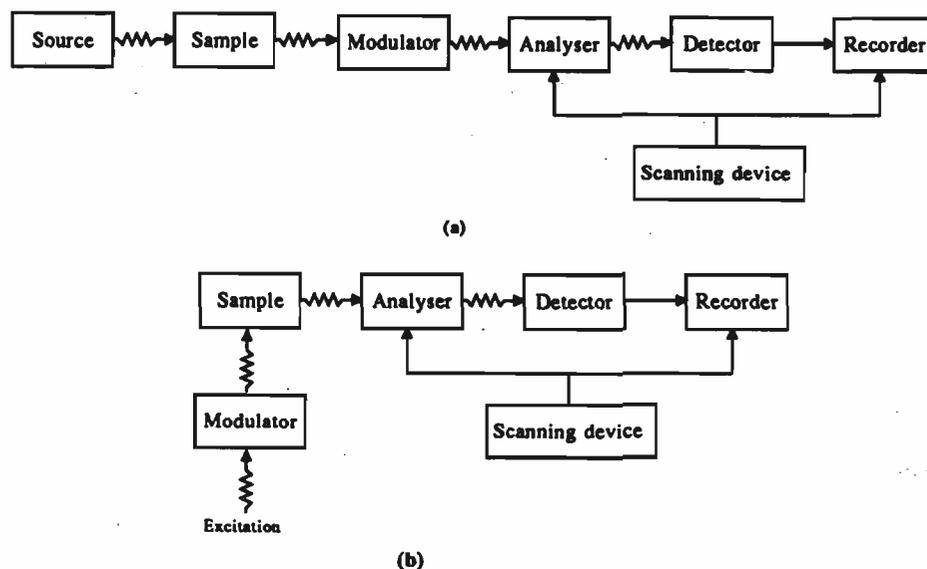 Source Sample Modulator Analyser Detector Recorder
Scanning device
(a)
Sample Analyser Detector Recorder
Modulator
Scanning device
Excitation
(b)